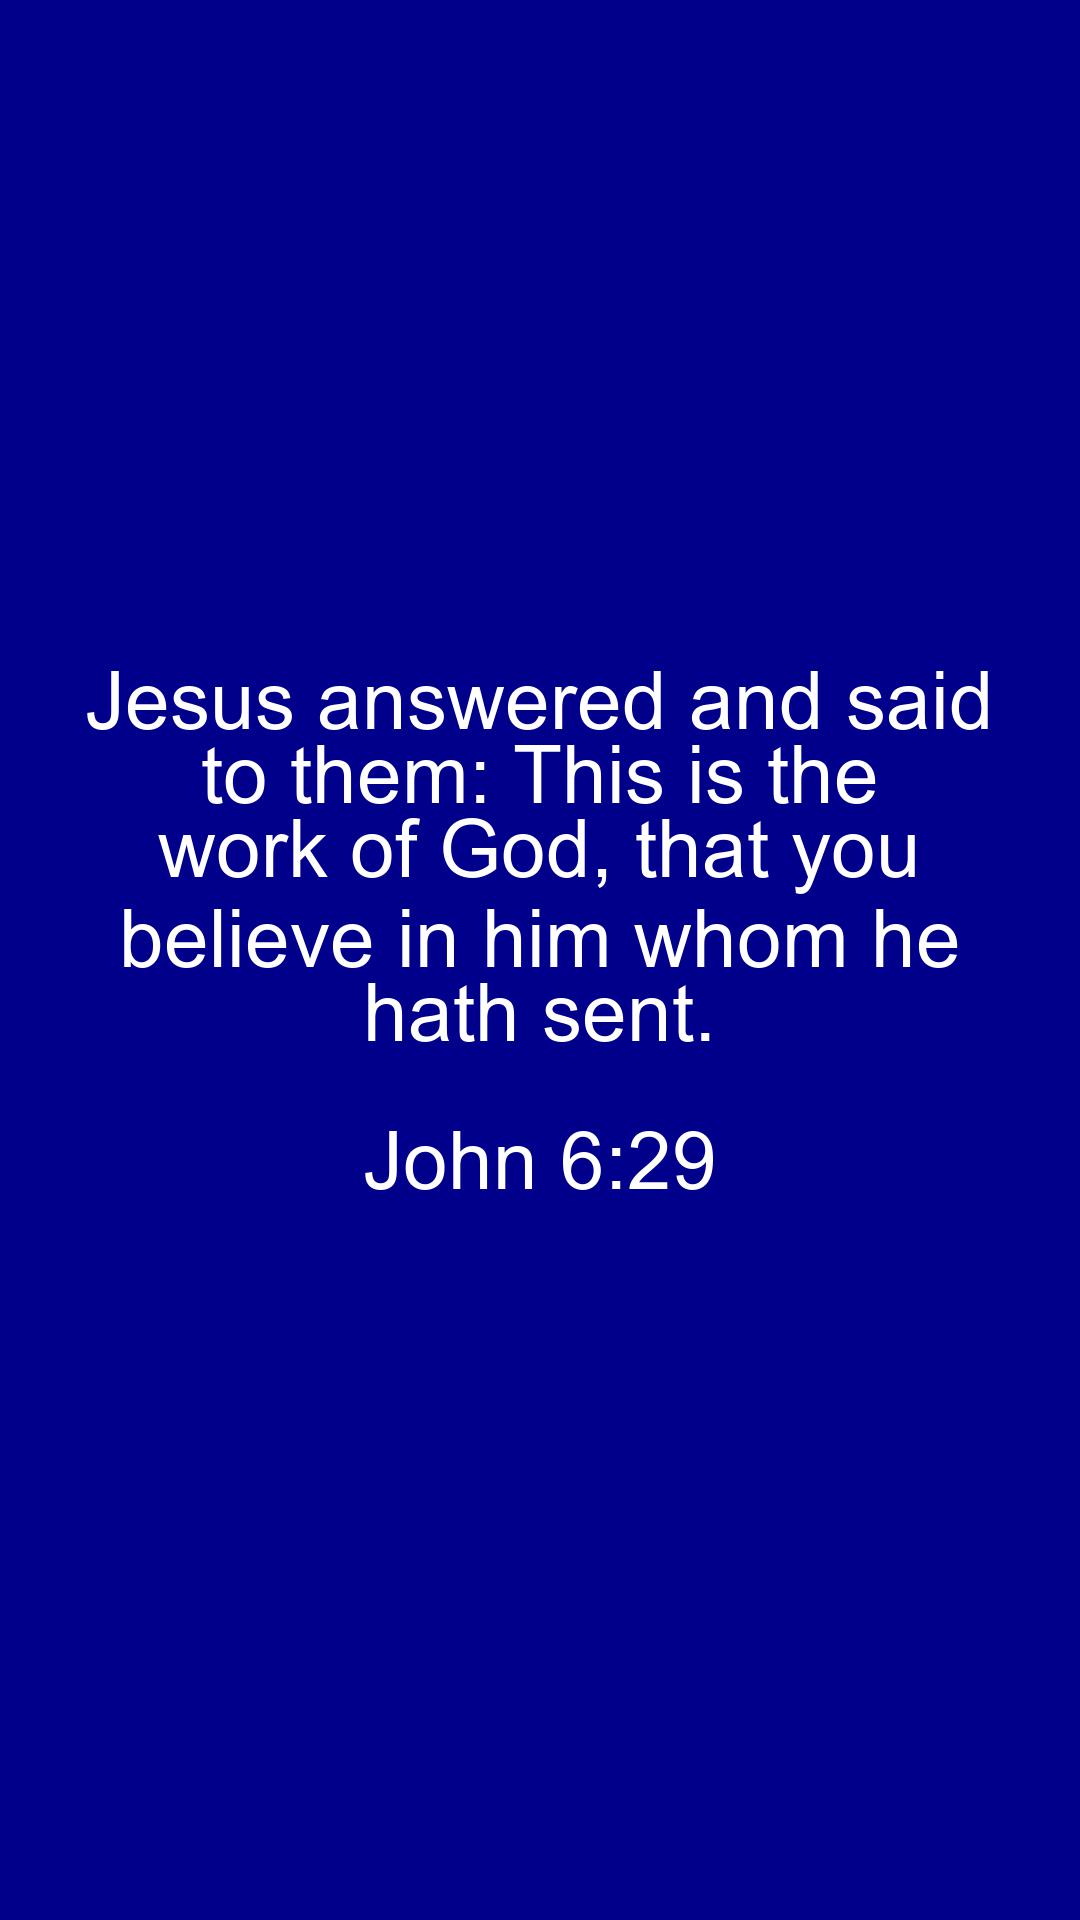 Jesus answered and said
to them: This is the
work of God, that you
believe in him whom he
hath sent.
John 6:29